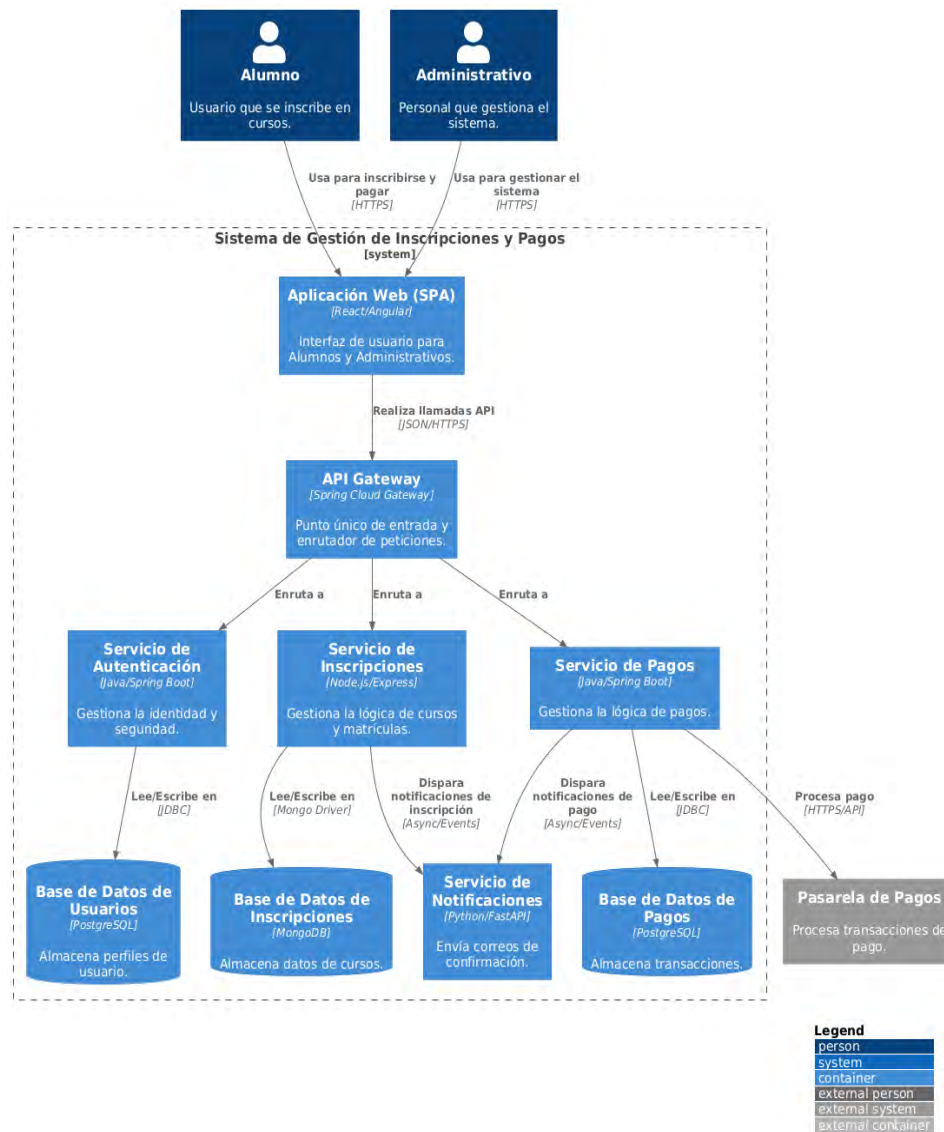 Alumno
Usuario que se inscribe en
cursos.
Administrativo
Personal que gestiona el
sistema.
Usa para inscribirse y
pagar
[HTTPS]
Usa para gestionar el
sistema
[HTTPS]
Sistema de Gestión de Inscripciones y Pagos
[system]
Aplicación Web (SPA)
[React/Angular]
Interfaz de usuario para
Alumnos y Administrativos.
Realiza llamadas API
[JSON/HTTPS]
API Gateway
[Spring Cloud Gateway]
Punto único de entrada y
enrutador de peticiones.
Enruta a
Enruta a
Enruta a
Servicio de
Autenticación
[Java/Spring Boot]
Gestiona la identidad y
seguridad.
Servicio de
Inscripciones
[Node.js/Express]
Gestiona la lógica de cursos
y matrículas.
Servicio de Pagos
[Java/Spring Boot]
Gestiona la lógica de pagos.
Lee/Escribe en
[JDBC]
Lee/Escribe en
[Mongo Driver]
Dispara
notificaciones de
inscripción
[Async/Events]
Dispara
notificaciones de
pago
[Async/Events]
Lee/Escribe en
[JDBC]
Procesa pago
[HTTPS/API]
Base de Datos de
Usuarios
[PostgreSQL]
Almacena perfiles de
usuario.
Base de Datos de
Inscripciones
[MongoDB]
Almacena datos de cursos.
Servicio de
Notificaciones
[Python/FastAPI]
Envía correos de
confirmación.
Base de Datos de
Pagos
[PostgreSQL]
Almacena transacciones.
Pasarela de Pagos
Procesa transacciones de
pago.
Legend
person
system
container
external person
external system
external container